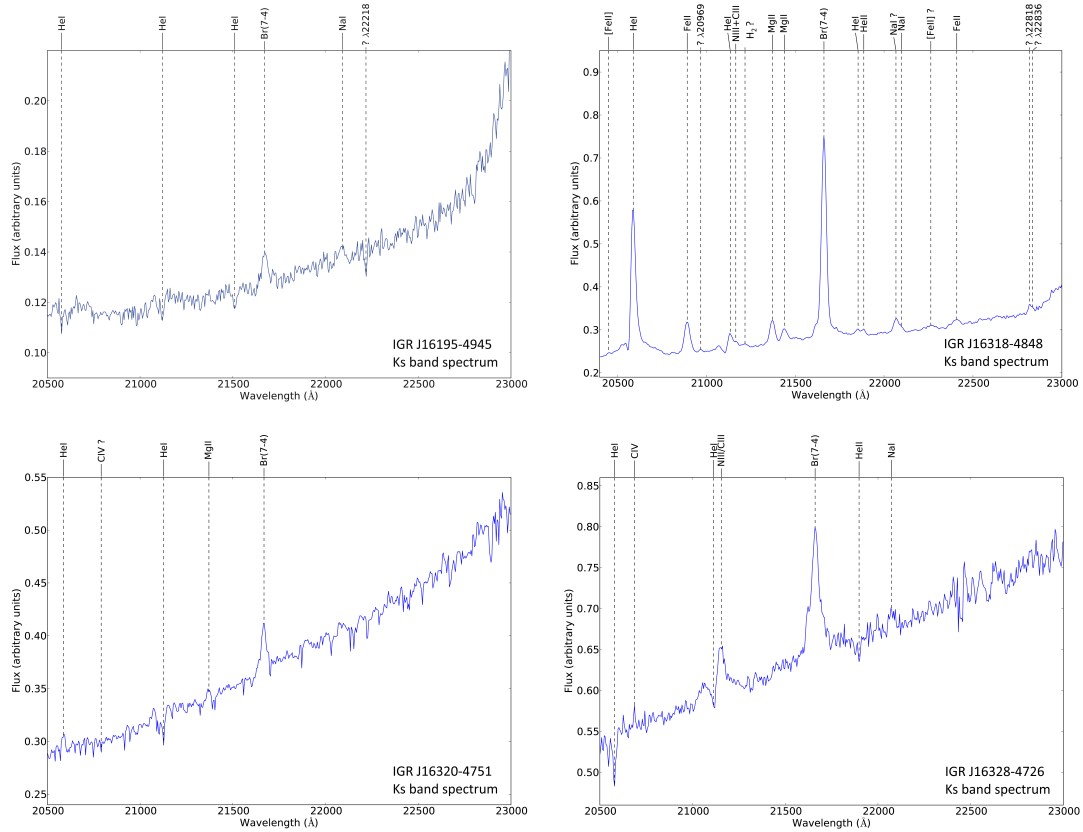 HeI
HeI
HeI
Br(7-4)
NaI
? λ22218
Flux (arbitrary units)
0.20
0.18
0.16
0.14
0.12
0.10
IGR J16195-4945
Ks band spectrum
20500 21000 21500 22000 22500 23000
Wavelength (Å)
[FeII]
HeI
FeII
? λ20969
HeI
NIII+CIII
H2 ?
MgII
MgII
Br(7-4)
HeI
HeII
NaI ?
NaI
[FeII] ?
FeII
? λ22818
? λ22836
Flux (arbitrary units)
0.9
0.8
0.7
0.6
0.5
0.4
0.3
0.2
IGR J16318-4848
Ks band spectrum
20500 21000 21500 22000 22500 23000
Wavelength (Å)
HeI
CIV ?
HeI
MgII
Br(7-4)
Flux (arbitrary units)
0.55
0.50
0.45
0.40
0.35
0.30
0.25
IGR J16320-4751
Ks band spectrum
20500 21000 21500 22000 22500 23000
Wavelength (Å)
HeI
CIV
HeI
NIII/CIII
Br(7-4)
HeII
NaI
Flux (arbitrary units)
0.85
0.80
0.75
0.70
0.65
0.60
0.55
0.50
IGR J16328-4726
Ks band spectrum
20500 21000 21500 22000 22500 23000
Wavelength (Å)